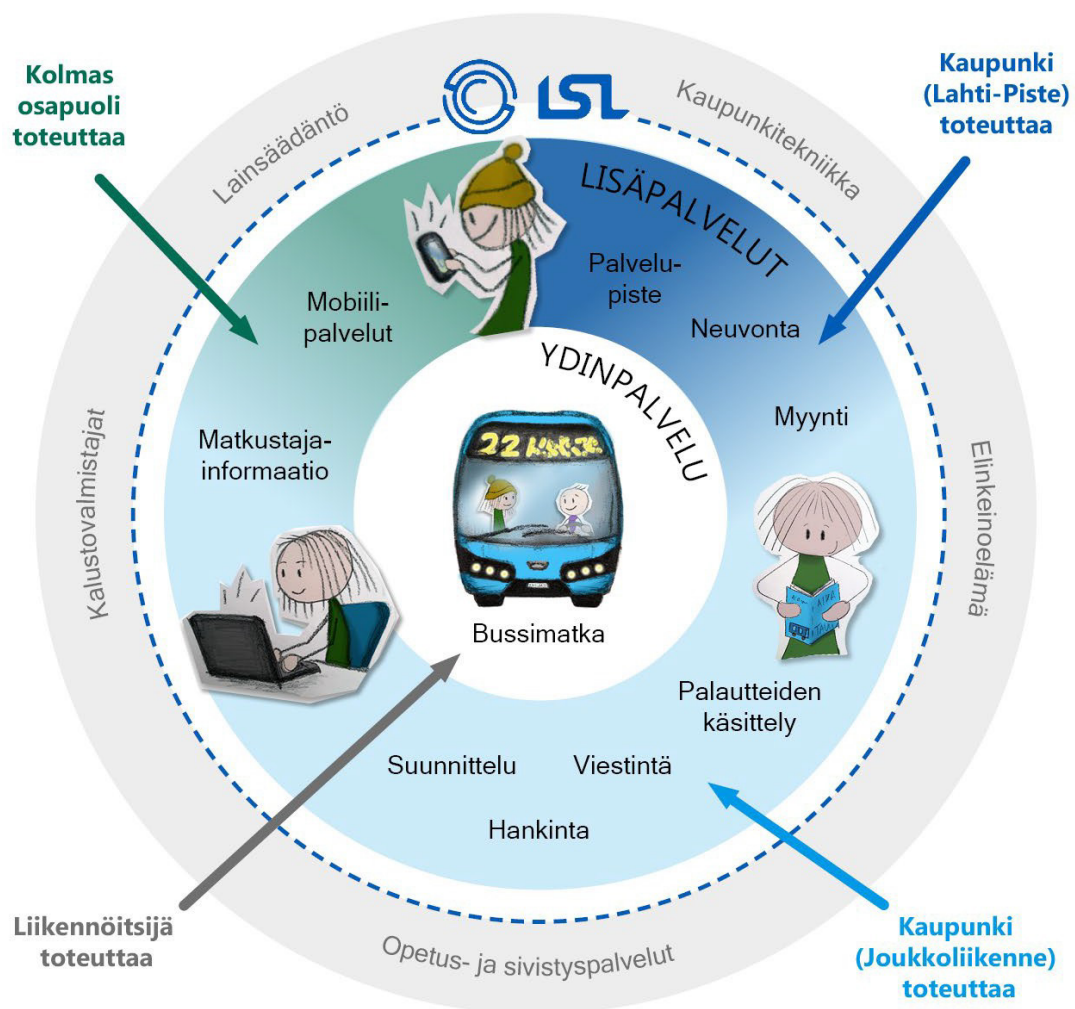 Kolmas
osapuoli
toteuttaa
LSL
Kaupunki
(Lahti-Piste)
toteuttaa
Lainsäädäntö
Kaupunkitekniikka
LISÄPALVELUT
Palvelu-
piste
Neuvonta
Mobiili-
palvelut
YDINPALVELU
Myynti
Matkustaja-
informaatio
22
Kalustovalmistajat
Elinkeinoelämä
Bussimatka
Palautteiden
käsittely
Suunnittelu
Viestintä
Hankinta
Liikennöitsijä
toteuttaa
Opetus- ja sivistyspalvelut
Kaupunki
(Joukkoliikenne)
toteuttaa